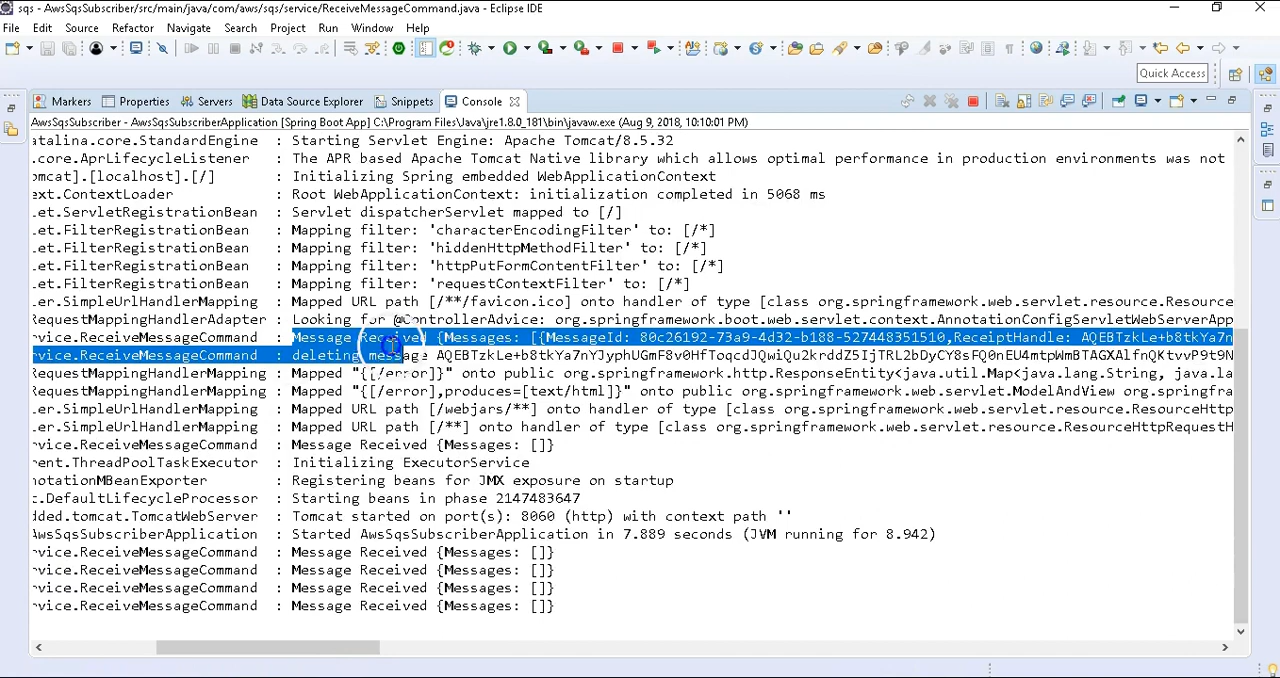 sqs - AwsSqsSubscriber/src/main/java/com/aws/sqs/service/ReceiveMessageCommand.java - Eclipse IDE
File Edit Source Refactor Navigate Search Project Run Window Help
Quick Access
Markers Properties Servers Data Source Explorer Snippets Console
AwsSqsSubscriber - AwsSqsSubscriberApplication [Spring Boot App] C:\Program Files\Java\jre1.8.0_181\bin\javaw.exe (Aug 9, 2018, 10:10:01 PM)
atalina.core.StandardEngine : Starting Servlet Engine: Apache Tomcat/8.5.32
.core.AprLifecycleListener : The APR based Apache Tomcat Native library which allows optimal performance in production environments was not
omcat].[localhost].[/] : Initializing Spring embedded WebApplicationContext
ext.ContextLoader : Root WebApplicationContext: initialization completed in 5068 ms
.et.ServletRegistrationBean : Servlet dispatcherServlet mapped to [/]
.et.FilterRegistrationBean : Mapping filter: 'characterEncodingFilter' to: [/*]
.et.FilterRegistrationBean : Mapping filter: 'hiddenHttpMethodFilter' to: [/*]
.et.FilterRegistrationBean : Mapping filter: 'httpPutFormContentFilter' to: [/*]
.et.FilterRegistrationBean : Mapping filter: 'requestContextFilter' to: [/*]
.er.SimpleUrlHandlerMapping : Mapped URL path [/**/favicon.ico] onto handler of type [class org.springframework.web.servlet.resource.Resource
RequestMappingHandlerAdapter : Looking for @ControllerAdvice: org.springframework.boot.web.servlet.context.AnnotationConfigServletWebServerApp
rvice.ReceiveMessageCommand : Message Received {Messages: [{MessageId: 80c26192-73a9-4d32-b188-527448351510,ReceiptHandle: AQEBTzkLe+b8tkYa7n
rvice.ReceiveMessageCommand : deleting message
RequestMappingHandlerMapping : Mapped "{[/error]}" onto public org.springframework.http.ResponseEntity<java.util.Map<java.lang.String, java.la
RequestMappingHandlerMapping : Mapped "{[/error],produces=[text/html]}" onto public org.springframework.web.servlet.ModelAndView org.springfra
.er.SimpleUrlHandlerMapping : Mapped URL path [/webjars/**] onto handler of type [class org.springframework.web.servlet.resource.ResourceHttp
.er.SimpleUrlHandlerMapping : Mapped URL path [/**] onto handler of type [class org.springframework.web.servlet.resource.ResourceHttpRequestH
rvice.ReceiveMessageCommand : Message Received {Messages: []}
rent.ThreadPoolTaskExecutor : Initializing ExecutorService
notationMBeanExporter : Registering beans for JMX exposure on startup
t.DefaultLifecycleProcessor : Starting beans in phase 2147483647
dded.tomcat.TomcatWebServer : Tomcat started on port(s): 8060 (http) with context path ''
AwsSqsSubscriberApplication : Started AwsSqsSubscriberApplication in 7.889 seconds (JVM running for 8.942)
rvice.ReceiveMessageCommand : Message Received {Messages: []}
rvice.ReceiveMessageCommand : Message Received {Messages: []}
rvice.ReceiveMessageCommand : Message Received {Messages: []}
rvice.ReceiveMessageCommand : Message Received {Messages: []}